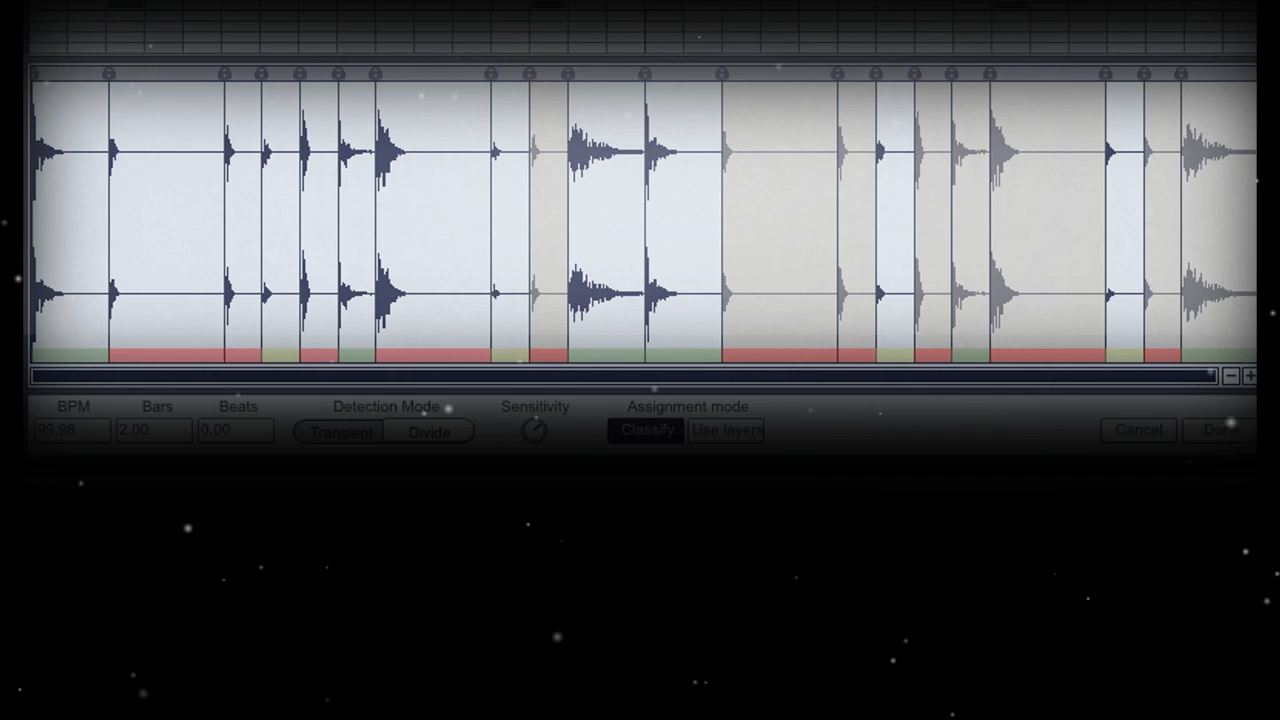 BPM Bars Beats Detection Mode Sensitivity Assignment mode
99.98 2.00 0.00 Transient Divide Classify Use layers Cancel Done